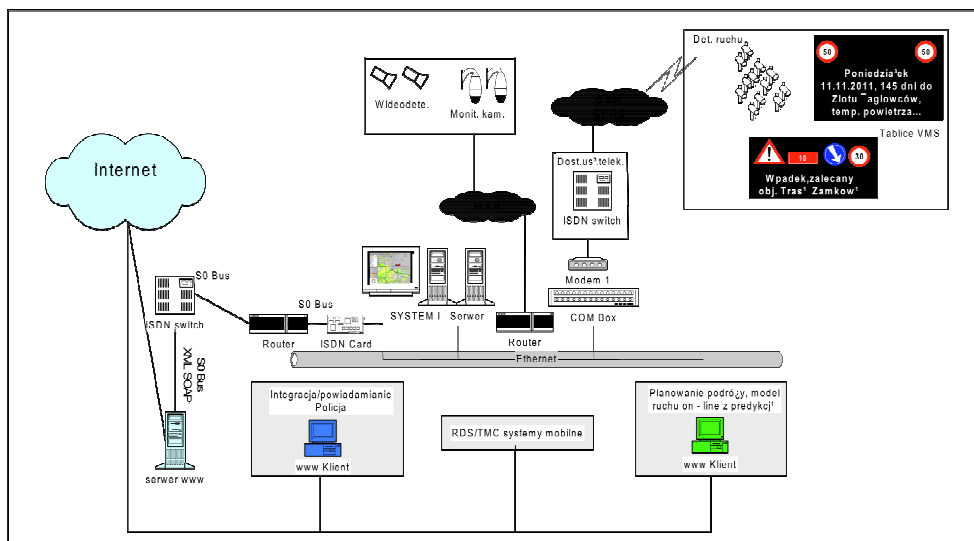 Det. ruchu
50
50
Poniedzia³ek
11.11.2011, 145 dni do
Zlotu ¯aglowców,
temp. powietrza...
Tablice VMS
10
30
Wpadek,zalecany
obj. Tras¹ Zamkow¹
Wideodete.
Monit. kam.
GPRS
Dost.us³.telek.
ISDN switch
Modem 1
COM Box
WAN
Internet
S0 Bus
ISDN switch
S0 Bus
Router
ISDN Card
SYSTEM I
Serwer
Router
Ethernet
S0 Bus
XML SOAP
serwer www
Integracja/powiadamianie
Policja
www Klient
RDS/TMC systemy mobilne
Planowanie podró¿y, model
ruchu on - line z predykcj¹
www Klient